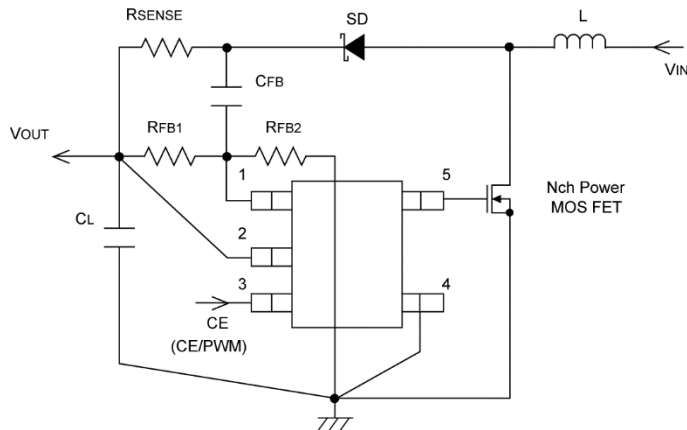 RSENSE
SD
L
CFB
VIN
VOUT
RFB1
RFB2
1
5
Nch Power
MOS FET
CL
2
3
4
CE
(CE/PWM)